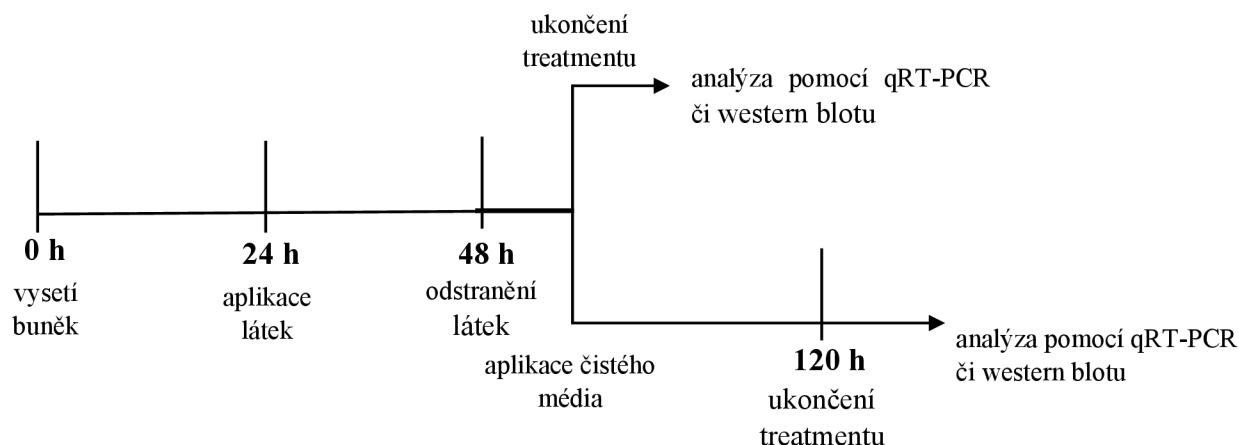 ukončení
treatmentu
analýza pomocí qRT-PCR
či western blotu
0 h
vysetí
buněk
24 h
aplikace
látek
48 h
odstranění
látek
aplikace čistého
média
120 h
ukončení
treatmentu
analýza pomocí qRT-PCR
či western blotu